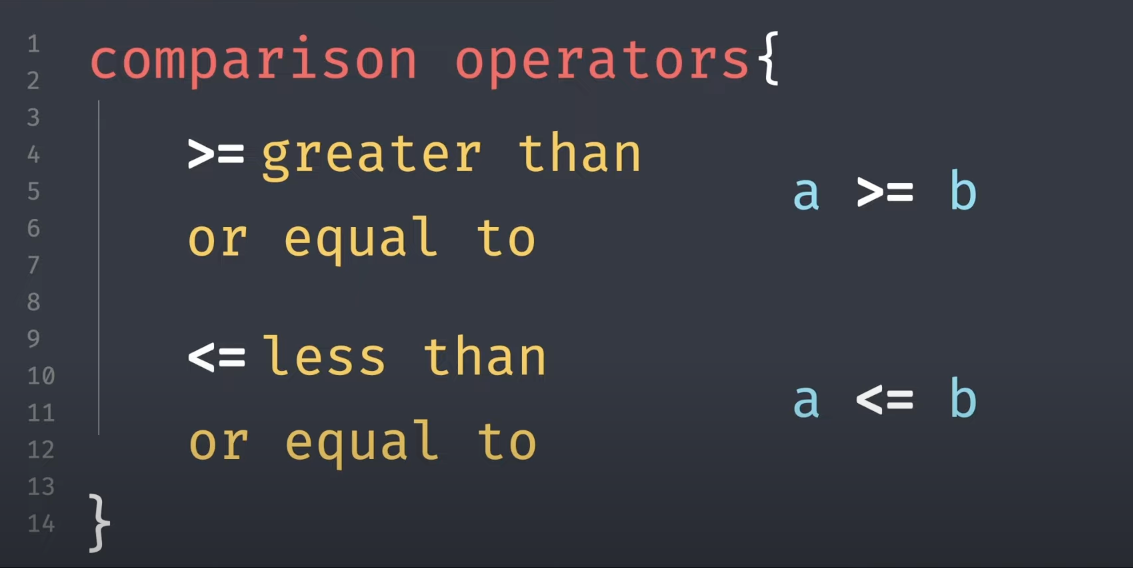 1
2
3
4
5
6
7
8
9
10
11
12
13
14
comparison operators{
>= greater than
or equal to
a >= b
<= less than
or equal to
a <= b
}